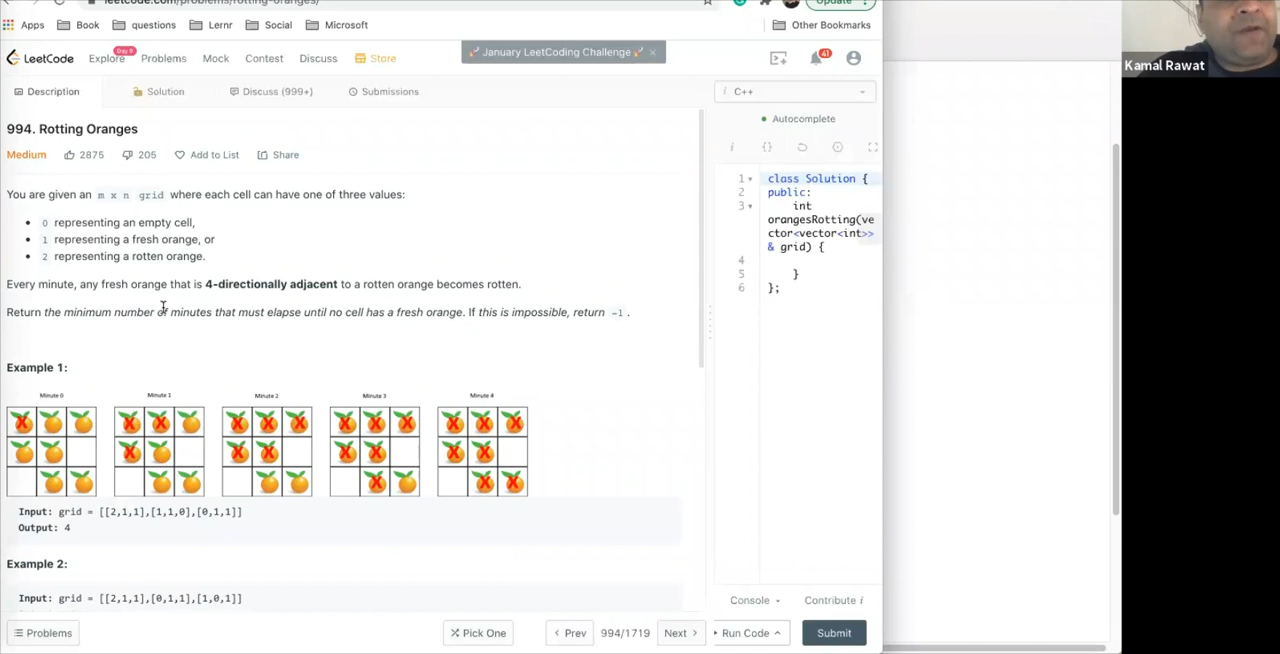 leetcode.com/problems/rotting-oranges/
Update
Apps Book questions Lernr Social Microsoft Other Bookmarks
LeetCode Explore Day 8 Problems Mock Contest Discuss Store January LeetCoding Challenge × 41
Kamal Rawat
Description Solution Discuss (999+) Submissions
i C++
Autocomplete
994. Rotting Oranges
Medium 2875 205 Add to List Share
You are given an m x n grid where each cell can have one of three values:
• 0 representing an empty cell,
• 1 representing a fresh orange, or
• 2 representing a rotten orange.
Every minute, any fresh orange that is 4-directionally adjacent to a rotten orange becomes rotten.
Return the minimum number of minutes that must elapse until no cell has a fresh orange. If this is impossible, return -1.
Example 1:
Minute 0 Minute 1 Minute 2 Minute 3 Minute 4
Input: grid = [[2,1,1],[1,1,0],[0,1,1]]
Output: 4
Example 2:
Input: grid = [[2,1,1],[0,1,1],[1,0,1]]
i {}
1 class Solution {
2 public:
3 int
orangesRotting(ve
ctor<vector<int>>
& grid) {
4
5 }
6 };
Console Contribute i
Problems Pick One < Prev 994/1719 Next > Run Code Submit